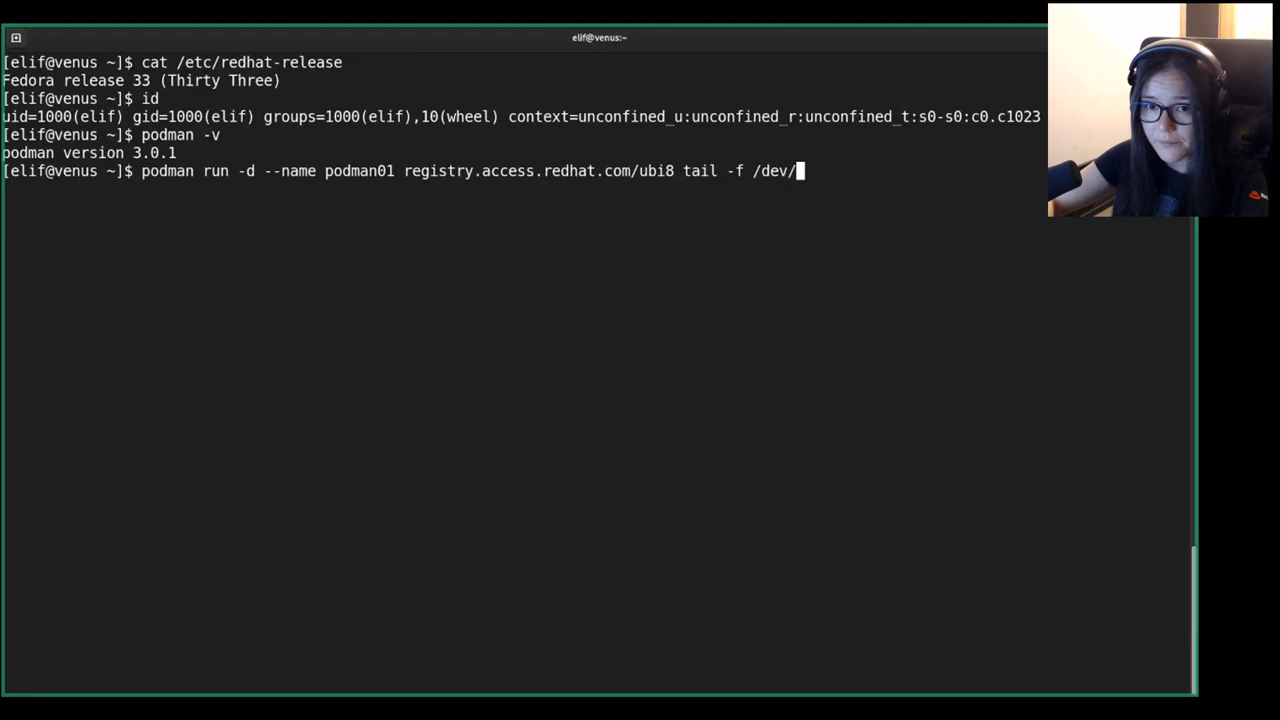 elif@venus:~
[elif@venus ~]$ cat /etc/redhat-release
Fedora release 33 (Thirty Three)
[elif@venus ~]$ id
uid=1000(elif) gid=1000(elif) groups=1000(elif),10(wheel) context=unconfined_u:unconfined_r:unconfined_t:s0-s0:c0.c1023
[elif@venus ~]$ podman -v
podman version 3.0.1
[elif@venus ~]$ podman run -d --name podman01 registry.access.redhat.com/ubi8 tail -f /dev/